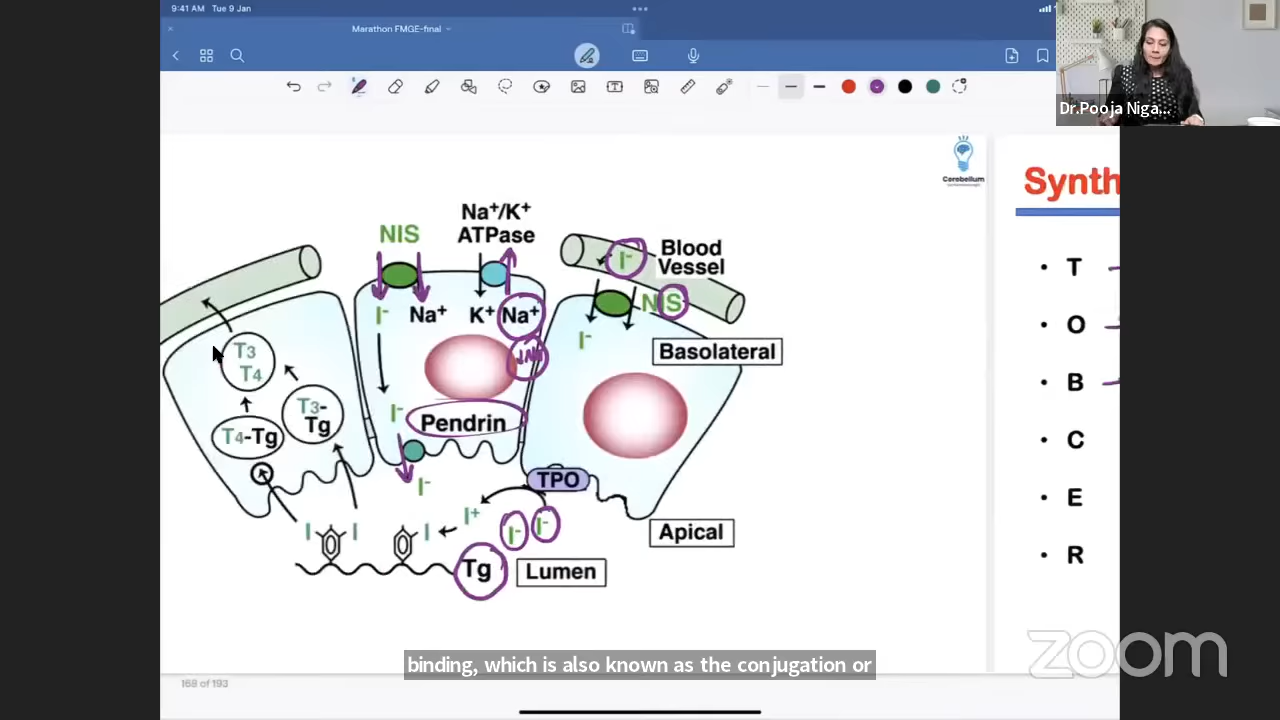 9:41 AM Tue 9 Jan
Marathon FMGE-final
Dr.Pooja Niga...
Cerebellum
Synth
Na⁺/K⁺
ATPase
NIS
Blood
Vessel
I⁻
NIS
I⁻
Na⁺
K⁺
Na⁺
I⁻
Basolateral
T3
T4
T3-
Tg
T4-Tg
I⁻
Pendrin
I⁻
TPO
I
I
I
I⁺
I⁻
I⁻
Apical
Tg
Lumen
• T
• O
• B
• C
• E
• R
binding, which is also known as the conjugation or
zoom
168 of 193